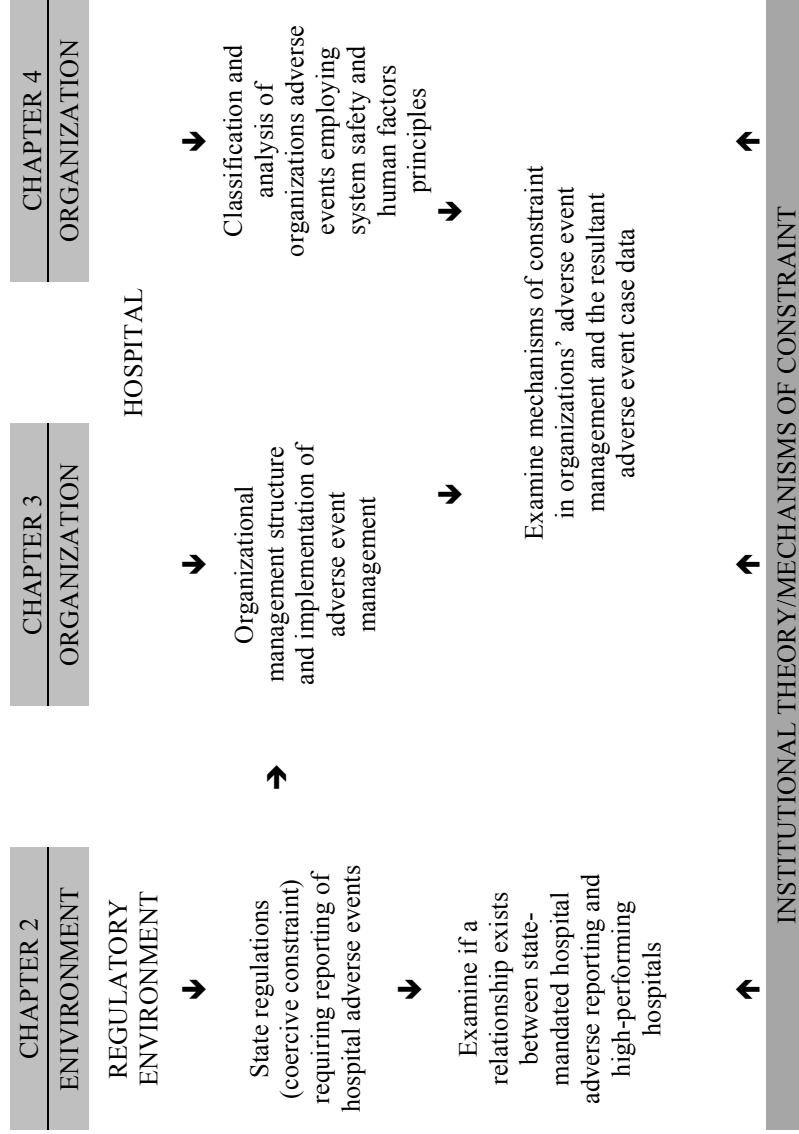 CHAPTER 2
ENIVIRONMENT
REGULATORY
ENVIRONMENT
🡻
State regulations
(coercive constraint)
requiring reporting of
hospital adverse events
🡻
Examine if a
relationship exists
between state-
mandated hospital
adverse reporting and
high-performing
hospitals
🡹
🡺
CHAPTER 3
ORGANIZATION
CHAPTER 4
ORGANIZATION
HOSPITAL
🡻
Organizational
management structure
and implementation of
adverse event
management
🡻
🡻
Classification and
analysis of
organizations adverse
events employing
system safety and
human factors
principles
🡻
Examine mechanisms of constraint
in organizations’ adverse event
management and the resultant
adverse event case data
🡹
🡹
INSTITUTIONAL THEORY/MECHANISMS OF CONSTRAINT